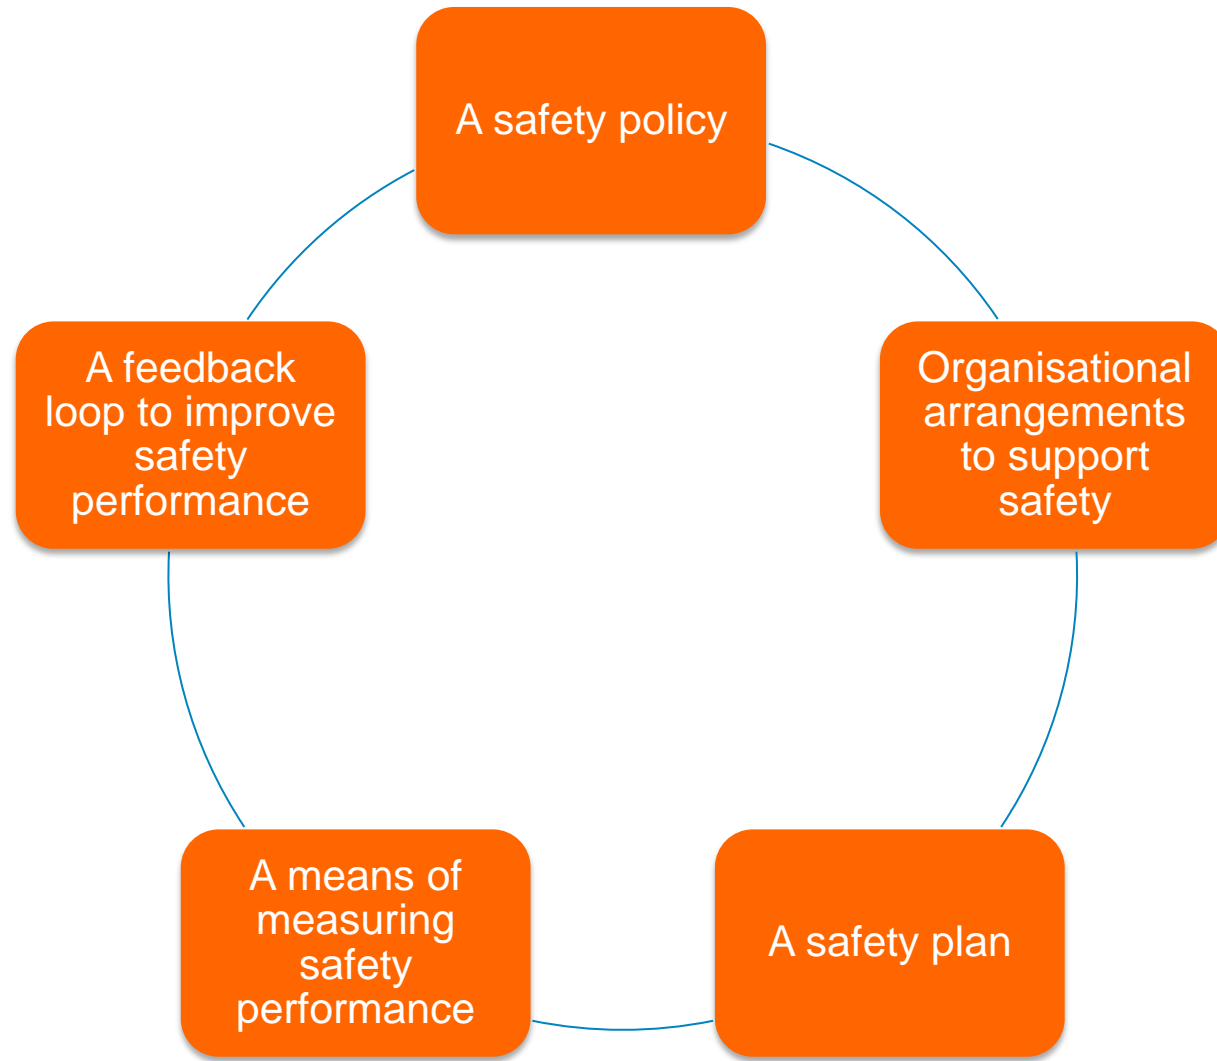 A safety policy
Organisational
arrangements
to support
safety
A safety plan
A means of
measuring
safety
performance
A feedback
loop to improve
safety
performance